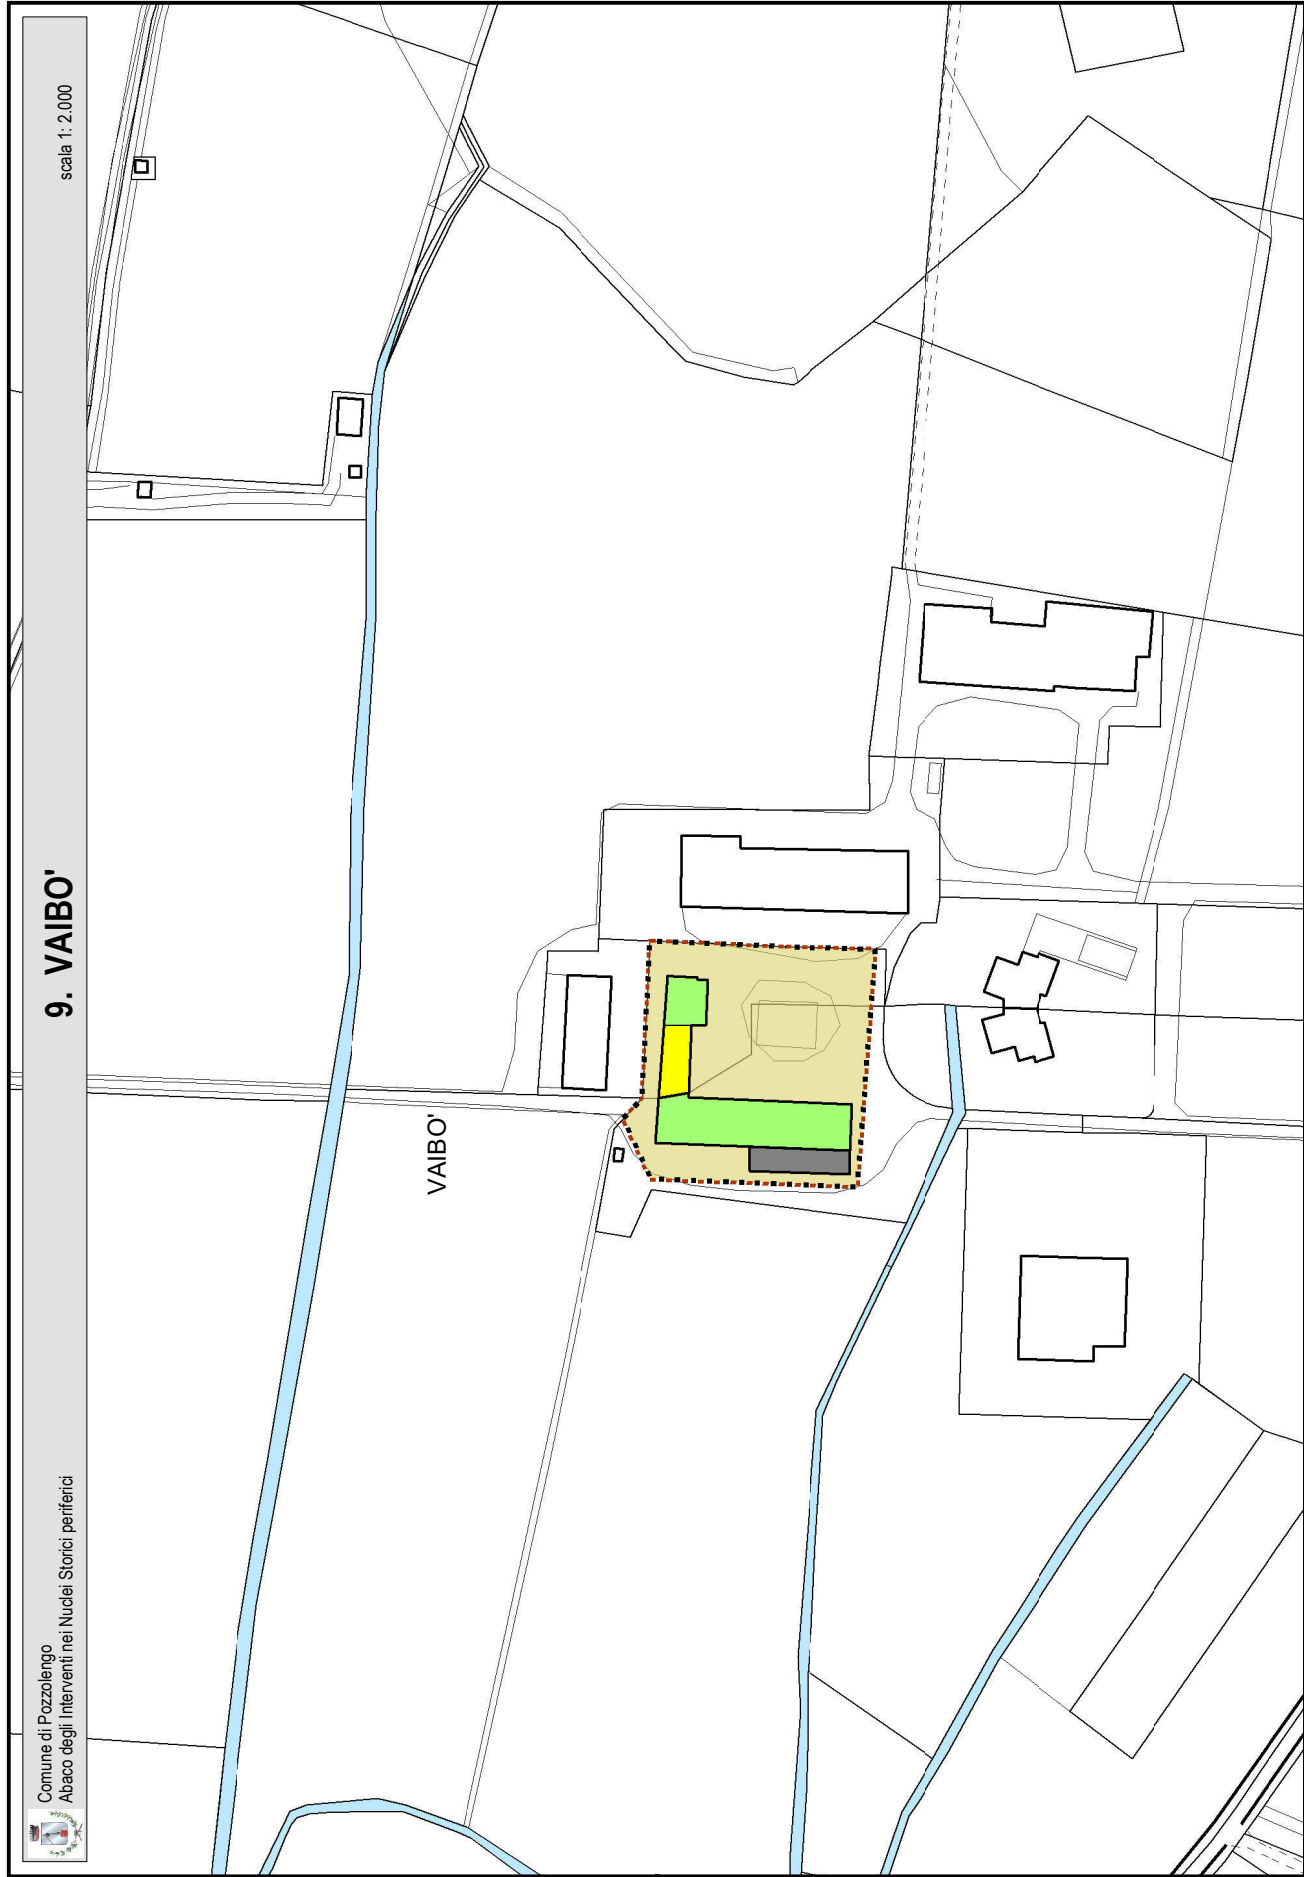 Comune di Pozzolengo
Abaco degli Interventi nei Nuclei Storici periferici
9. VAIBO'
scala 1: 2.000
VAIBO'